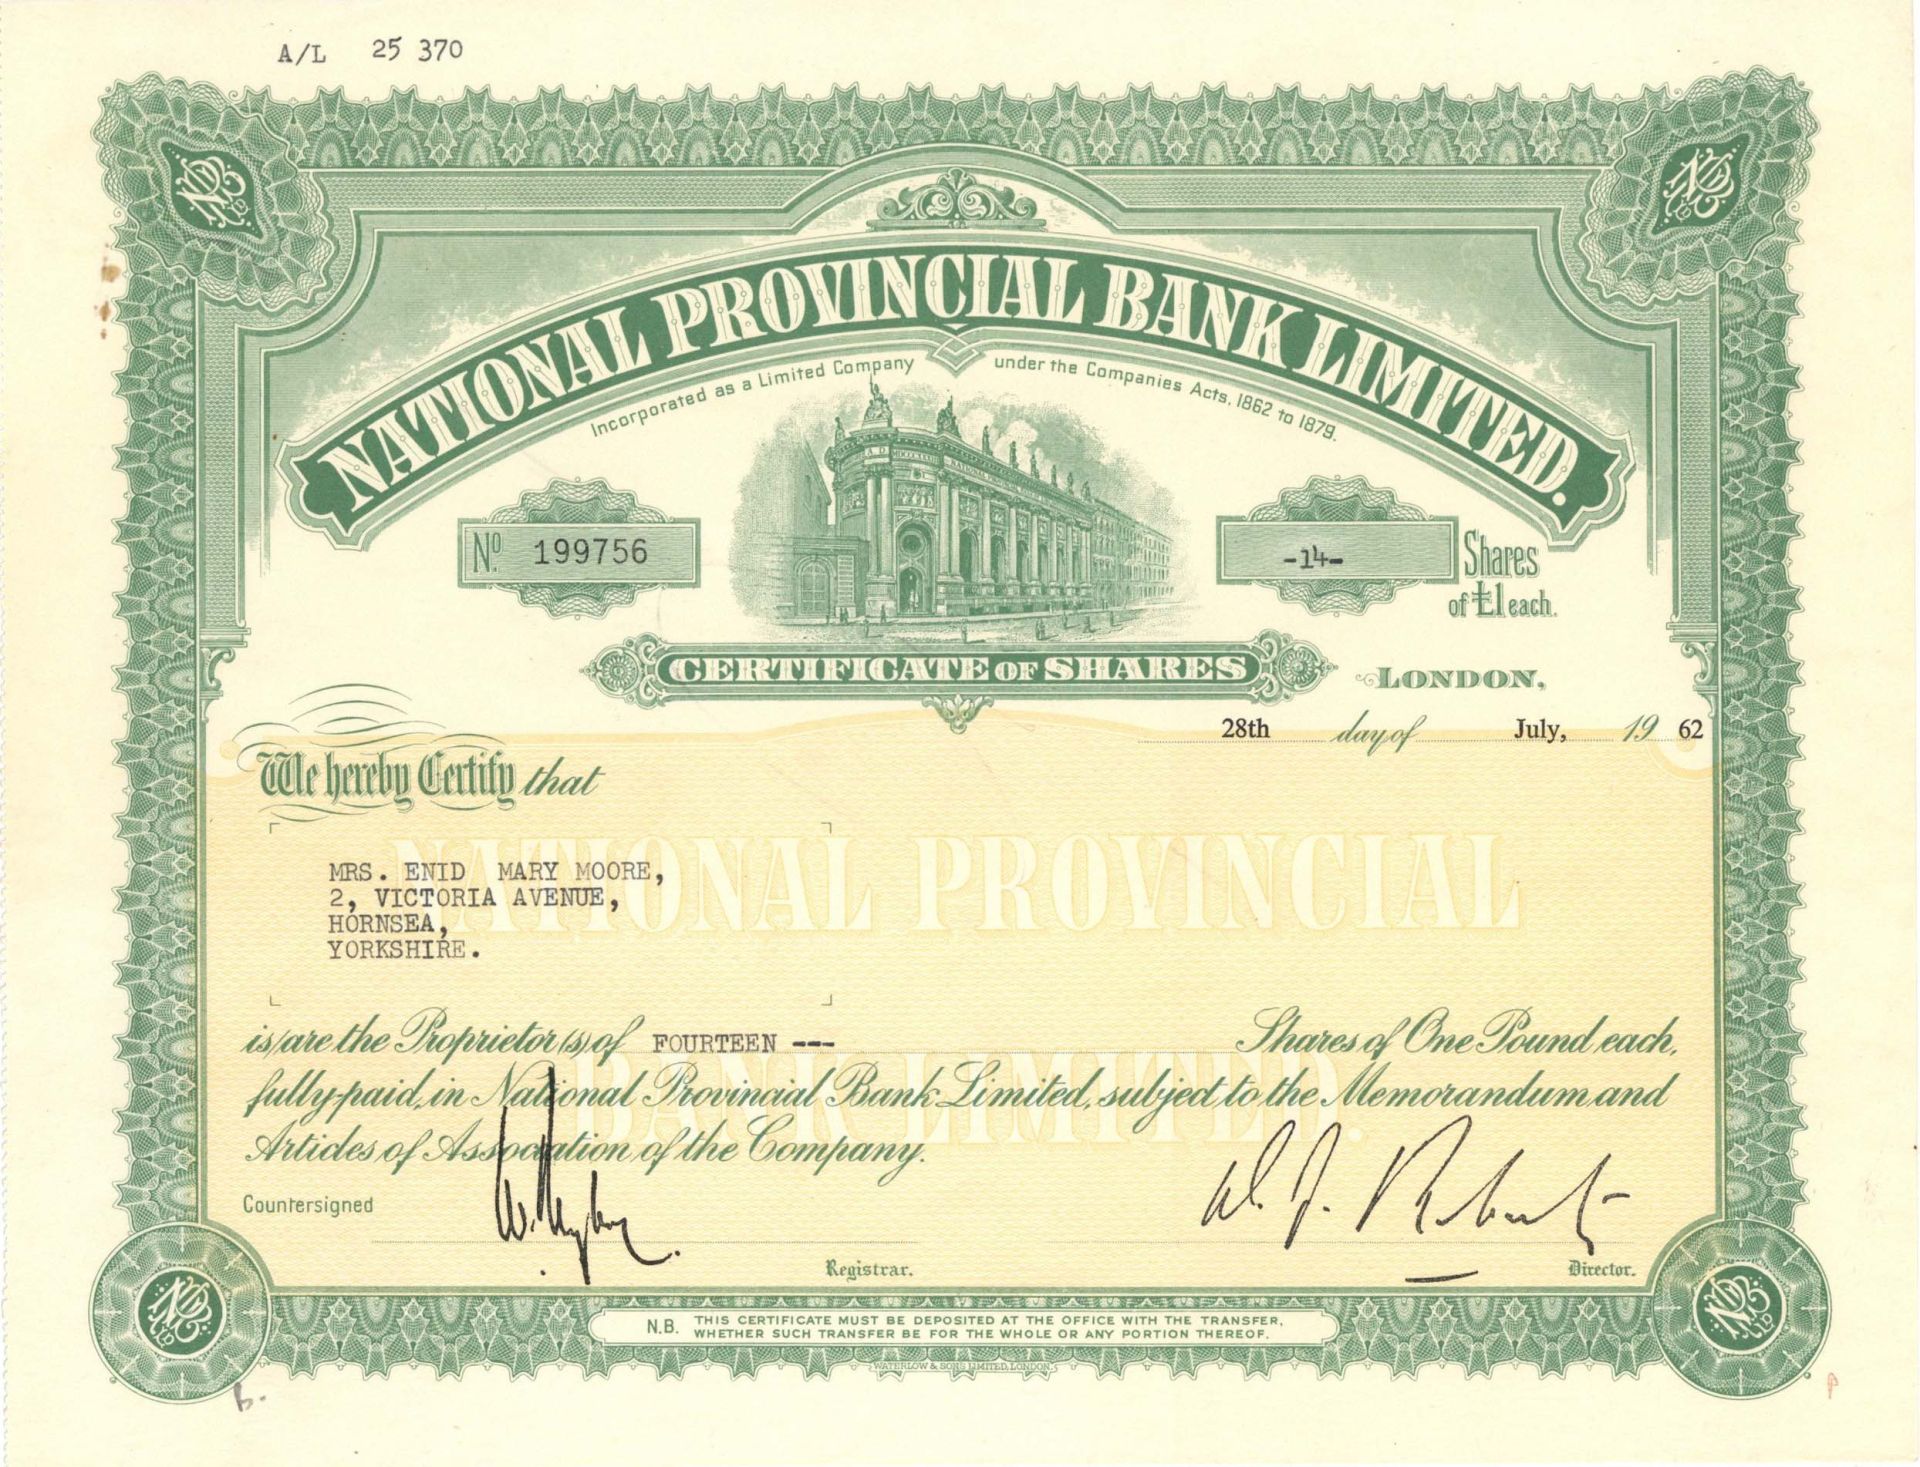 A/L 25 370
NATIONAL PROVINCIAL BANK LIMITED.
Incorporated as a Limited Company under the Companies Acts, 1862 to 1879.
NATIONAL
Nº 199756
-14- Shares
of £1 each.
CERTIFICATE OF SHARES
LONDON,
28th day of July, 19 62
We hereby Certify that
NATIONAL PROVINCIAL
MRS. ENID MARY MOORE,
2, VICTORIA AVENUE,
HORNSEA,
YORKSHIRE.
is/are the Proprietor(s) of FOURTEEN --- Shares of One Pound each,
BANK LIMITED.
fully-paid, in National Provincial Bank Limited, subject to the Memorandum and
Articles of Association of the Company.
Countersigned
Registrar.
Director.
N.B. THIS CERTIFICATE MUST BE DEPOSITED AT THE OFFICE WITH THE TRANSFER,
WHETHER SUCH TRANSFER BE FOR THE WHOLE OR ANY PORTION THEREOF.
WATERLOW & SONS LIMITED, LONDON.